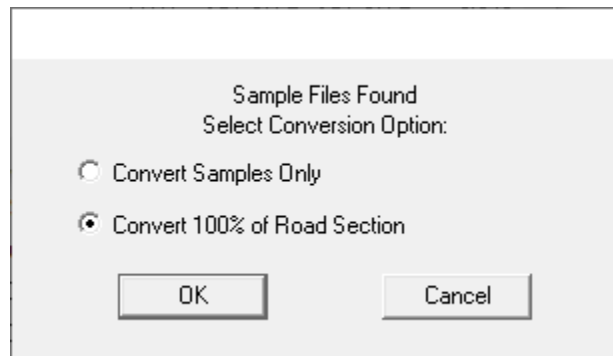 Sample Files Found
Select Conversion Option:
Convert Samples Only
Convert 100% of Road Section
OK
Cancel